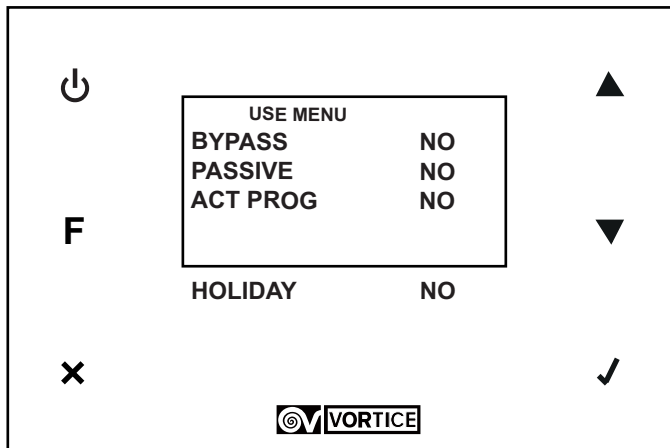 USE MENU
BYPASS NO
PASSIVE NO
ACT PROG NO
F
HOLIDAY NO
VORTICE